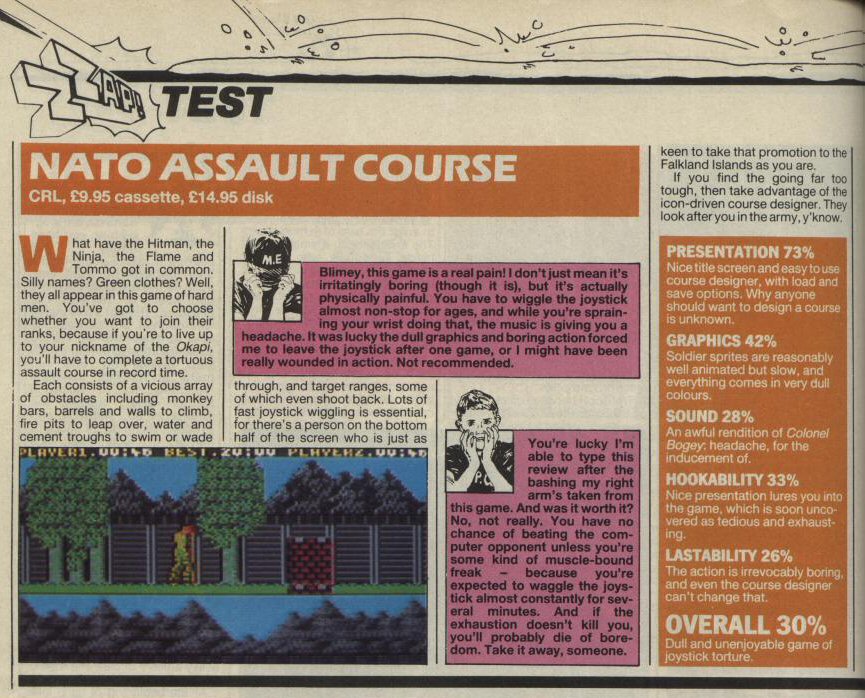 ZZAP!
TEST
NATO ASSAULT COURSE
CRL, £9.95 cassette, £14.95 disk
What have the Hitman, the
Ninja, the Flame and
Tommo got in common.
Silly names? Green clothes? Well,
they all appear in this game of hard
men. You've got to choose
whether you want to join their
ranks, because if you're to live up
to your nickname of the Okapi,
you'll have to complete a tortuous
assault course in record time.
Each consists of a vicious array
of obstacles including monkey
bars, barrels and walls to climb,
fire pits to leap over, water and
cement troughs to swim or wade
M.E
Blimey, this game is a real pain! I don't just mean it's
irritatingly boring (though it is), but it's actually
physically painful. You have to wiggle the joystick
almost non-stop for ages, and while you're sprain-
ing your wrist doing that, the music is giving you a
headache. It was lucky the dull graphics and boring action forced
me to leave the joystick after one game, or I might have been
really wounded in action. Not recommended.
through, and target ranges, some
of which even shoot back. Lots of
fast joystick wiggling is essential,
for there's a person on the bottom
half of the screen who is just as
PLAYER1.00:46 BEST.20:00 PLAYER2.00:46
P.G
You're lucky I'm
able to type this
review after the
bashing my right
arm's taken from
this game. And was it worth it?
No, not really. You have no
chance of beating the com-
puter opponent unless you're
some kind of muscle-bound
freak – because you're
expected to waggle the joys-
tick almost constantly for sev-
eral minutes. And if the
exhaustion doesn't kill you,
you'll probably die of bore-
dom. Take it away, someone.
keen to take that promotion to the
Falkland Islands as you are.
If you find the going far too
tough, then take advantage of the
icon-driven course designer. They
look after you in the army, y'know.
PRESENTATION 73%
Nice title screen and easy to use
course designer, with load and
save options. Why anyone
should want to design a course
is unknown.
GRAPHICS 42%
Soldier sprites are reasonably
well animated but slow, and
everything comes in very dull
colours.
SOUND 28%
An awful rendition of Colonel
Bogey: headache, for the
inducement of.
HOOKABILITY 33%
Nice presentation lures you into
the game, which is soon unco-
vered as tedious and exhaust-
ing.
LASTABILITY 26%
The action is irrevocably boring,
and even the course designer
can't change that.
OVERALL 30%
Dull and unenjoyable game of
joystick torture.